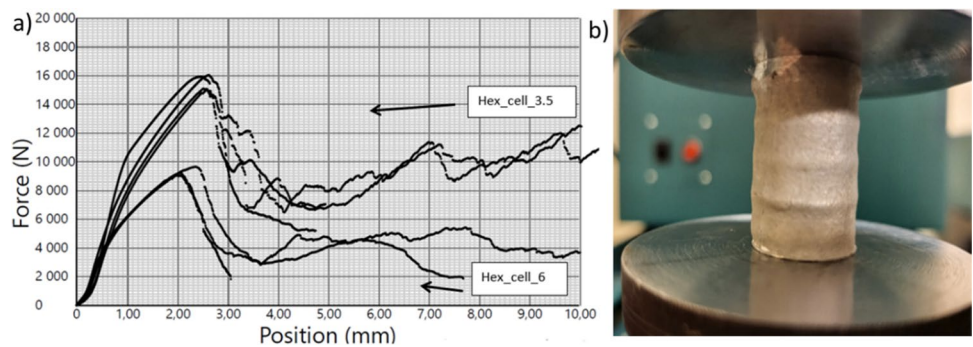 a)
20 000
18 000
16 000
14 000
12 000
10 000
8 000
6 000
4 000
2 000
0
Force (N)
Hex_cell_3.5
Hex_cell_6
0 1,00 2,00 3,00 4,00 5,00 6,00 7,00 8,00 9,00 10,00
Position (mm)
b)